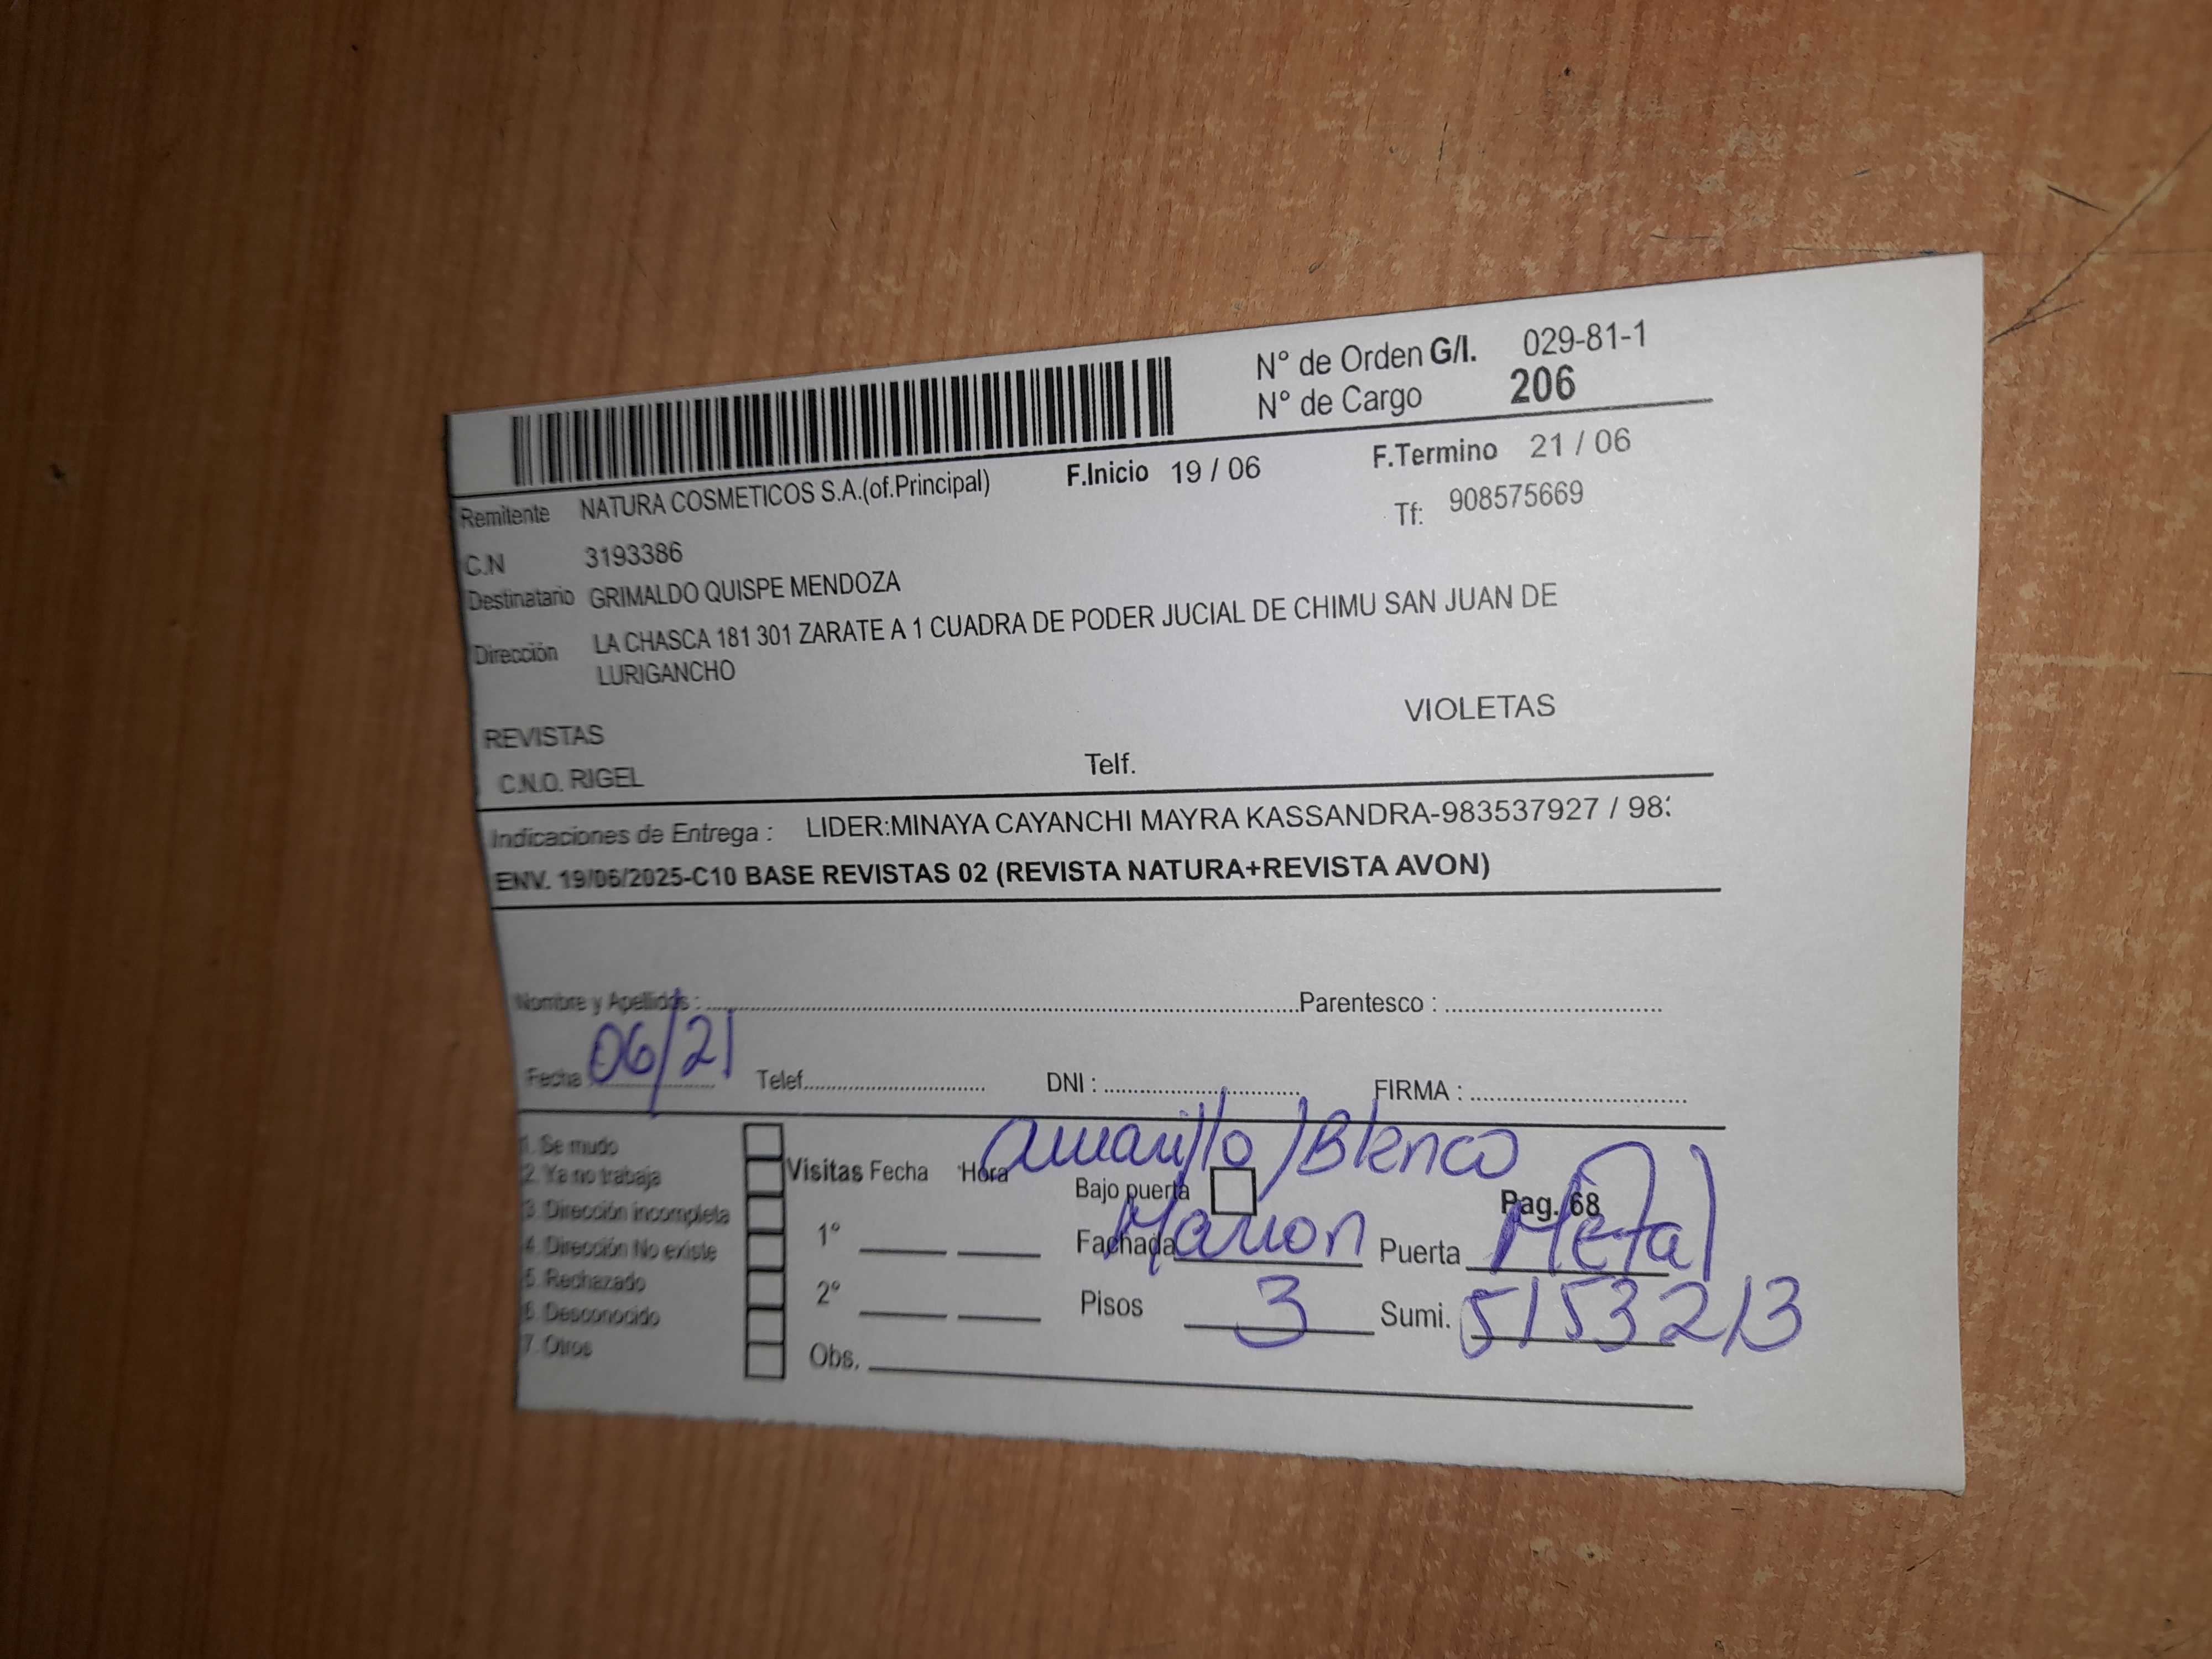 N° de Orden G/I. 029-81-1
N° de Cargo 206
F.Inicio 19 / 06 F.Termino 21 / 06
Remitente NATURA COSMETICOS S.A.(of.Principal)
Tf: 908575669
C.N 3193386
Destinatario GRIMALDO QUISPE MENDOZA
Dirección LA CHASCA 181 301 ZARATE A 1 CUADRA DE PODER JUCIAL DE CHIMU SAN JUAN DE
LURIGANCHO
VIOLETAS
REVISTAS
C.N.O. RIGEL Telf.
Indicaciones de Entrega : LIDER:MINAYA CAYANCHI MAYRA KASSANDRA-983537927 / 98
ENV. 19/06/2025-C10 BASE REVISTAS 02 (REVISTA NATURA+REVISTA AVON)
Nombre y Apellidos : Parentesco :
Fecha 06/21 Telef. DNI : FIRMA :
amarillo/Blanco
1. Se mudo
2. Ya no trabaja
3. Dirección incompleta
4. Dirección No existe
5. Rechazado
6. Desconocido
7. Otros
Visitas Fecha Hora
1°
2°
Obs.
Bajo puerta Pag. 68
Fachada Marron Puerta Metal
Pisos 3 Sumi. 5153213